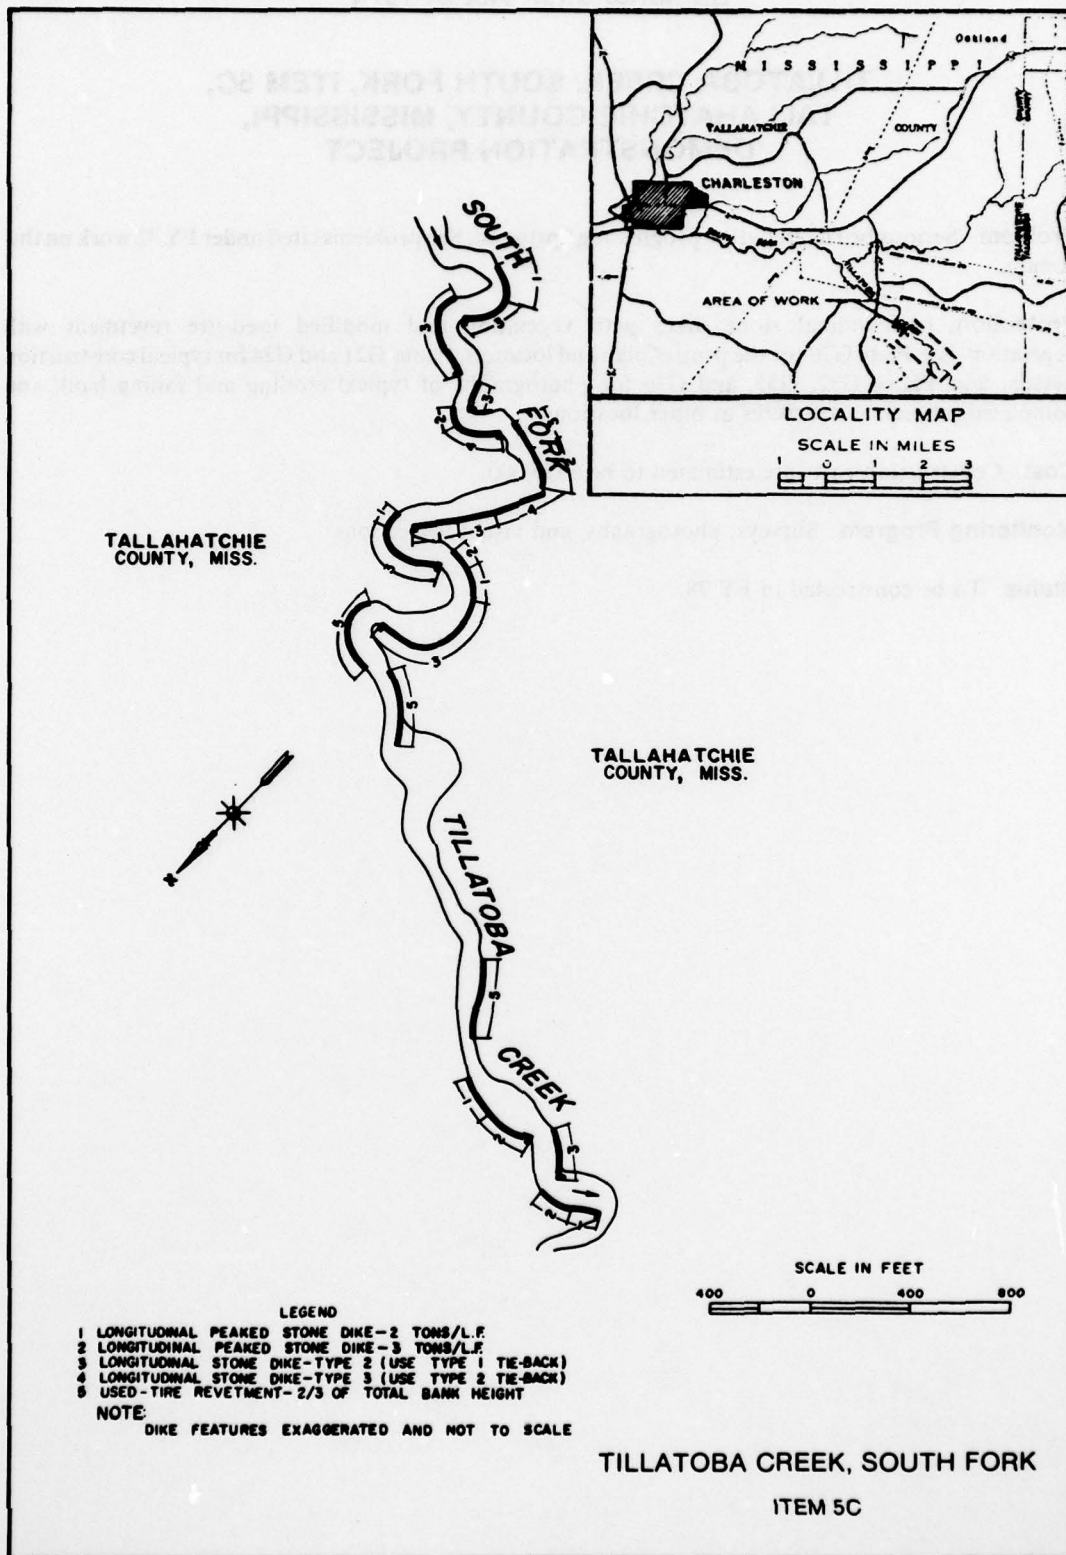 Oakland
MISSISSIPPI
TALLAHATCHIE COUNTY
CHARLESTON
AREA OF WORK
LOCALITY MAP
SCALE IN MILES
1 0 2 3
SOUTH
FORK
TALLAHATCHIE
COUNTY, MISS.
TALLAHATCHIE
COUNTY, MISS.
TILLATOBA
CREEK
SCALE IN FEET
400 0 400 800
LEGEND
1 LONGITUDINAL PEAKED STONE DIKE-2 TONS/L.F.
2 LONGITUDINAL PEAKED STONE DIKE-3 TONS/L.F.
3 LONGITUDINAL STONE DIKE-TYPE 2 (USE TYPE 1 TIE-BACK)
4 LONGITUDINAL STONE DIKE-TYPE 3 (USE TYPE 2 TIE-BACK)
5 USED-TIRE REVETMENT-2/3 OF TOTAL BANK HEIGHT
NOTE:
DIKE FEATURES EXAGGERATED AND NOT TO SCALE
TILLATOBA CREEK, SOUTH FORK
ITEM 5C